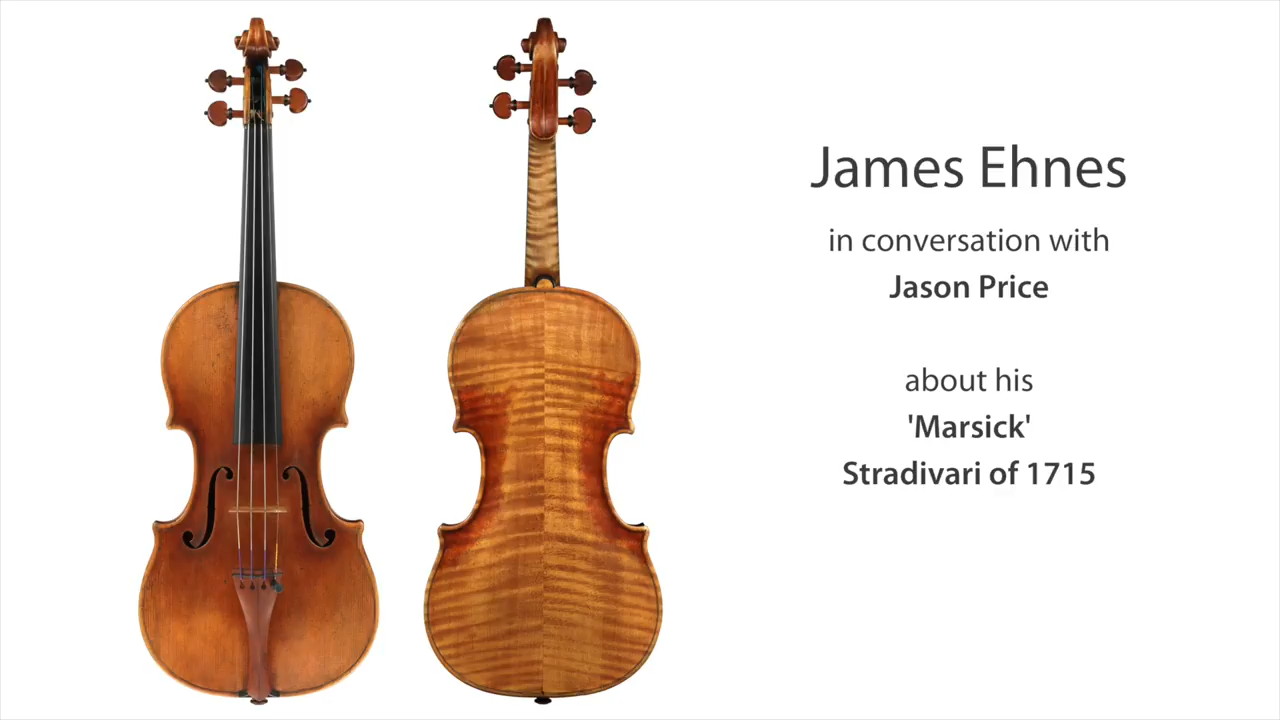 James Ehnes
in conversation with
Jason Price
about his
'Marsick'
Stradivari of 1715